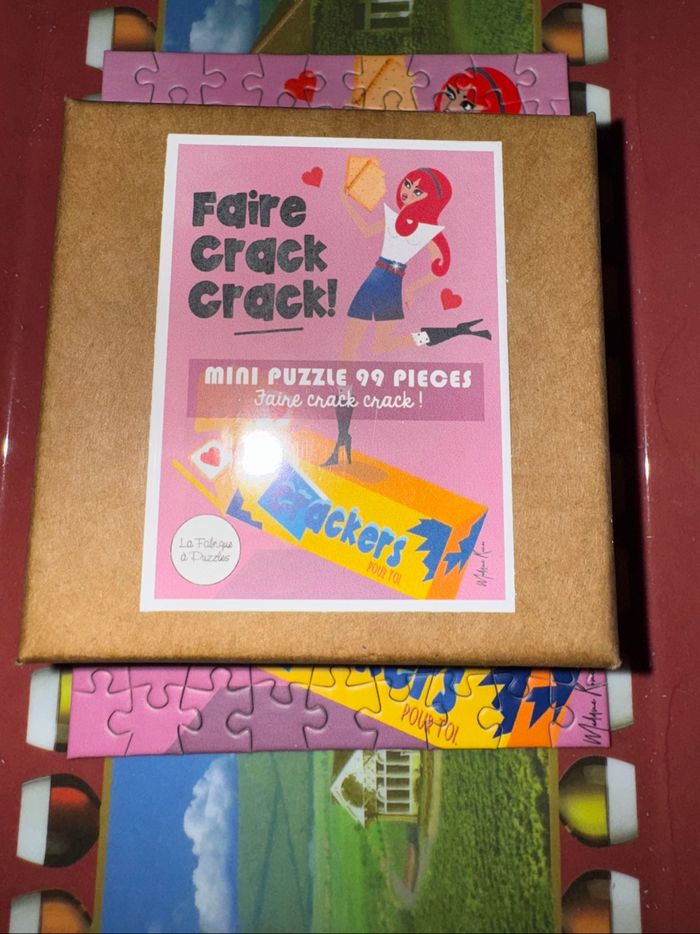 Faire
Crack
Crack!
MINI PUZZLE 99 PIECES
Faire crack crack !
Crackers
POUR TOI
La Fabrique
à Puzzles
POUR TOI